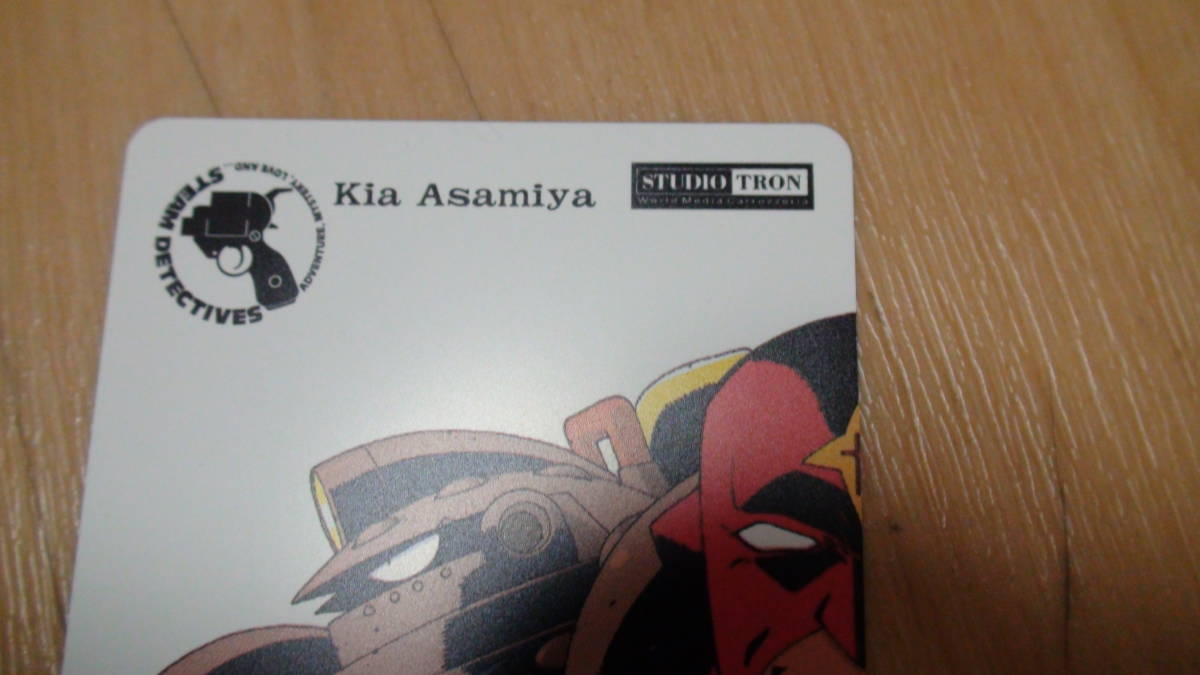 STEAM DETECTIVES
ADVENTURE, MYSTERY, LOVE AND...
Kia Asamiya
STUDIO TRON
World Media Carrozzeria